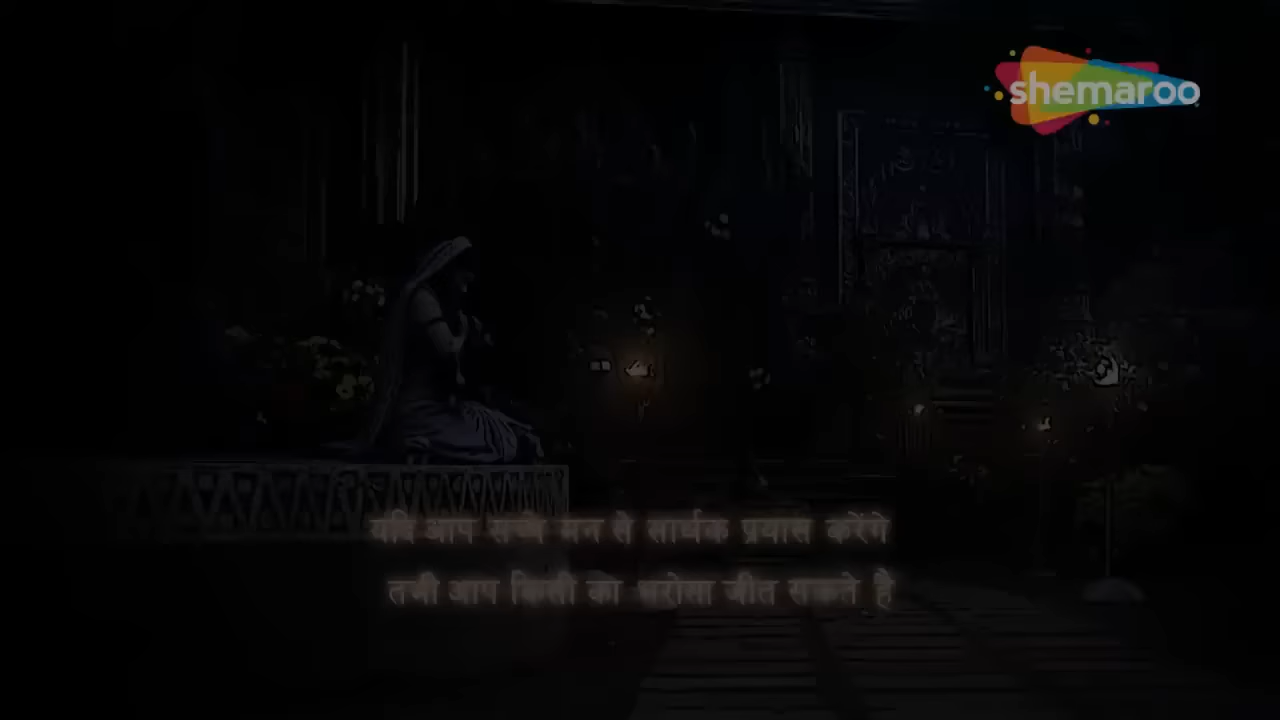 shemaroo
यदि आप सच्चे मन से सार्थक प्रयास करेंगे
तभी आप किसी का भरोसा जीत सकते है